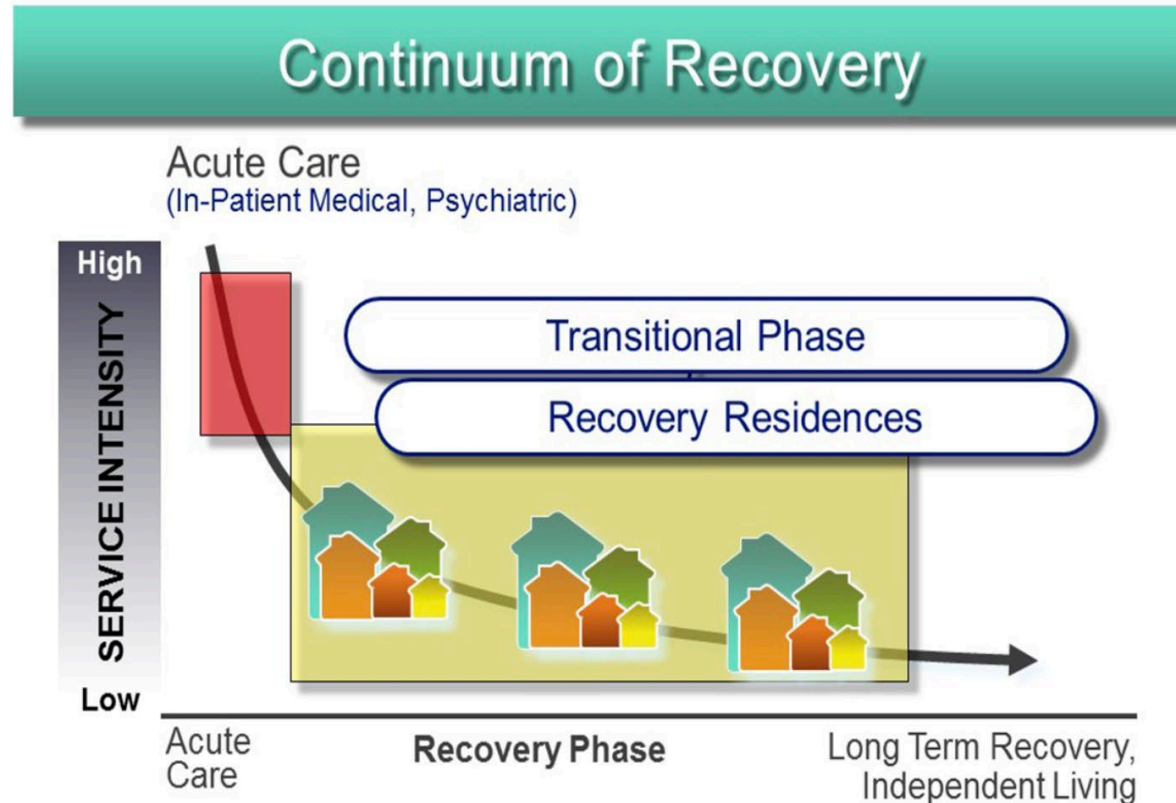 Continuum of Recovery
Acute Care
(In-Patient Medical, Psychiatric)
High
SERVICE INTENSITY
Low
Transitional Phase
Recovery Residences
Acute
Care
Recovery Phase
Long Term Recovery,
Independent Living